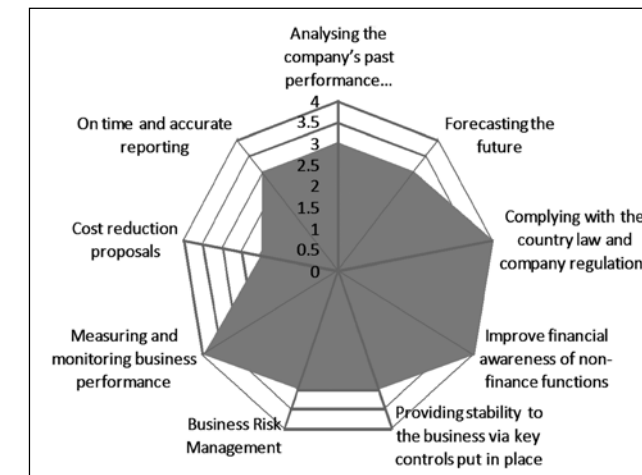 Analysing the
company's past
performance...
Forecasting the
future
Complying with the
country law and
company regulation
Improve financial
awareness of non-
finance functions
Providing stability to
the business via key
controls put in place
Business Risk
Management
Measuring and
monitoring business
performance
Cost reduction
proposals
On time and accurate
reporting
4
3.5
3
2.5
2
1.5
1
0.5
0